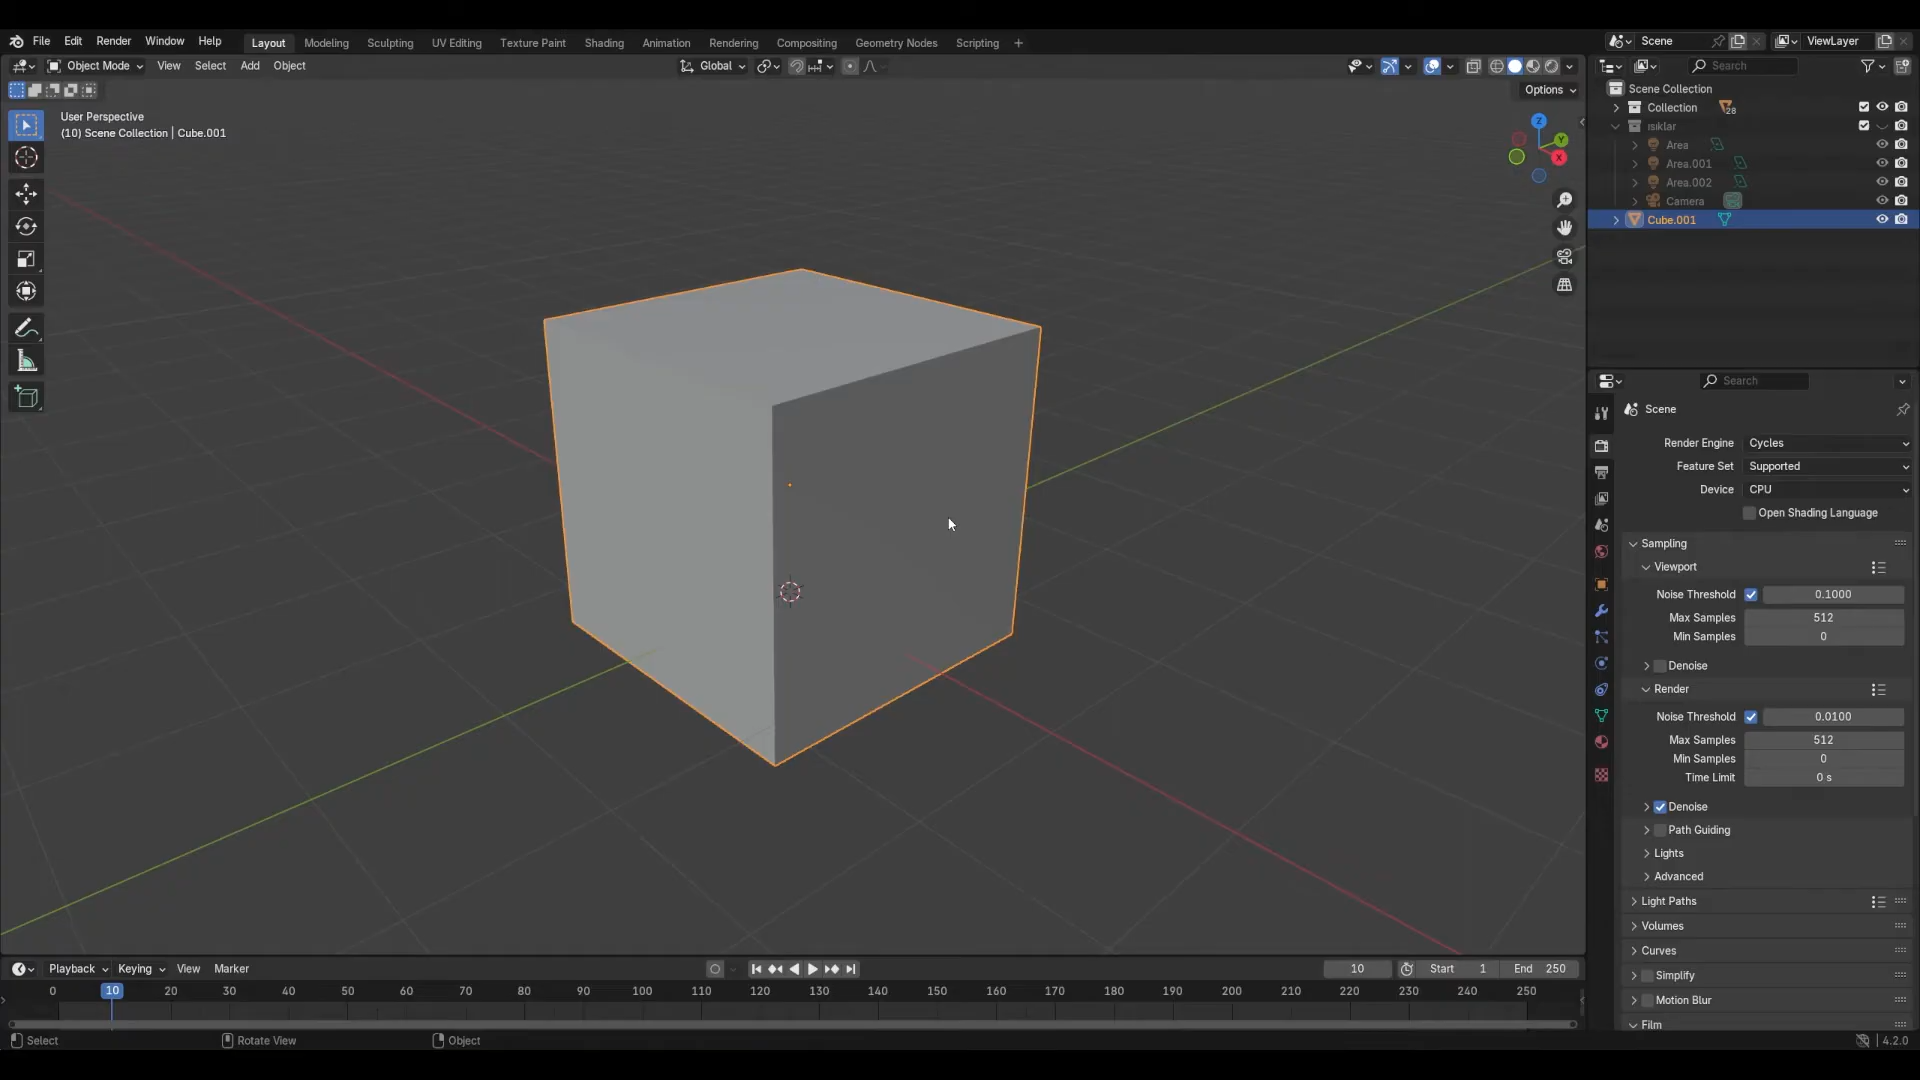 File Edit Render Window Help Layout Modeling Sculpting UV Editing Texture Paint Shading Animation Rendering Compositing Geometry Nodes Scripting + Scene ViewLayer
Object Mode View Select Add Object Global Search
Options
User Perspective
(10) Scene Collection | Cube.001
Z
Y
X
Scene Collection
Collection 28
ısıklar
Area
Area.001
Area.002
Camera
Cube.001
Search
Scene
Render Engine Cycles
Feature Set Supported
Device CPU
Open Shading Language
Sampling
Viewport
Noise Threshold 0.1000
Max Samples 512
Min Samples 0
Denoise
Render
Noise Threshold 0.0100
Max Samples 512
Min Samples 0
Time Limit 0 s
Denoise
Path Guiding
Lights
Advanced
Light Paths
Volumes
Curves
Simplify
Motion Blur
Film
Playback Keying View Marker 10 Start 1 End 250
0 10 20 30 40 50 60 70 80 90 100 110 120 130 140 150 160 170 180 190 200 210 220 230 240 250
Select Rotate View Object 4.2.0